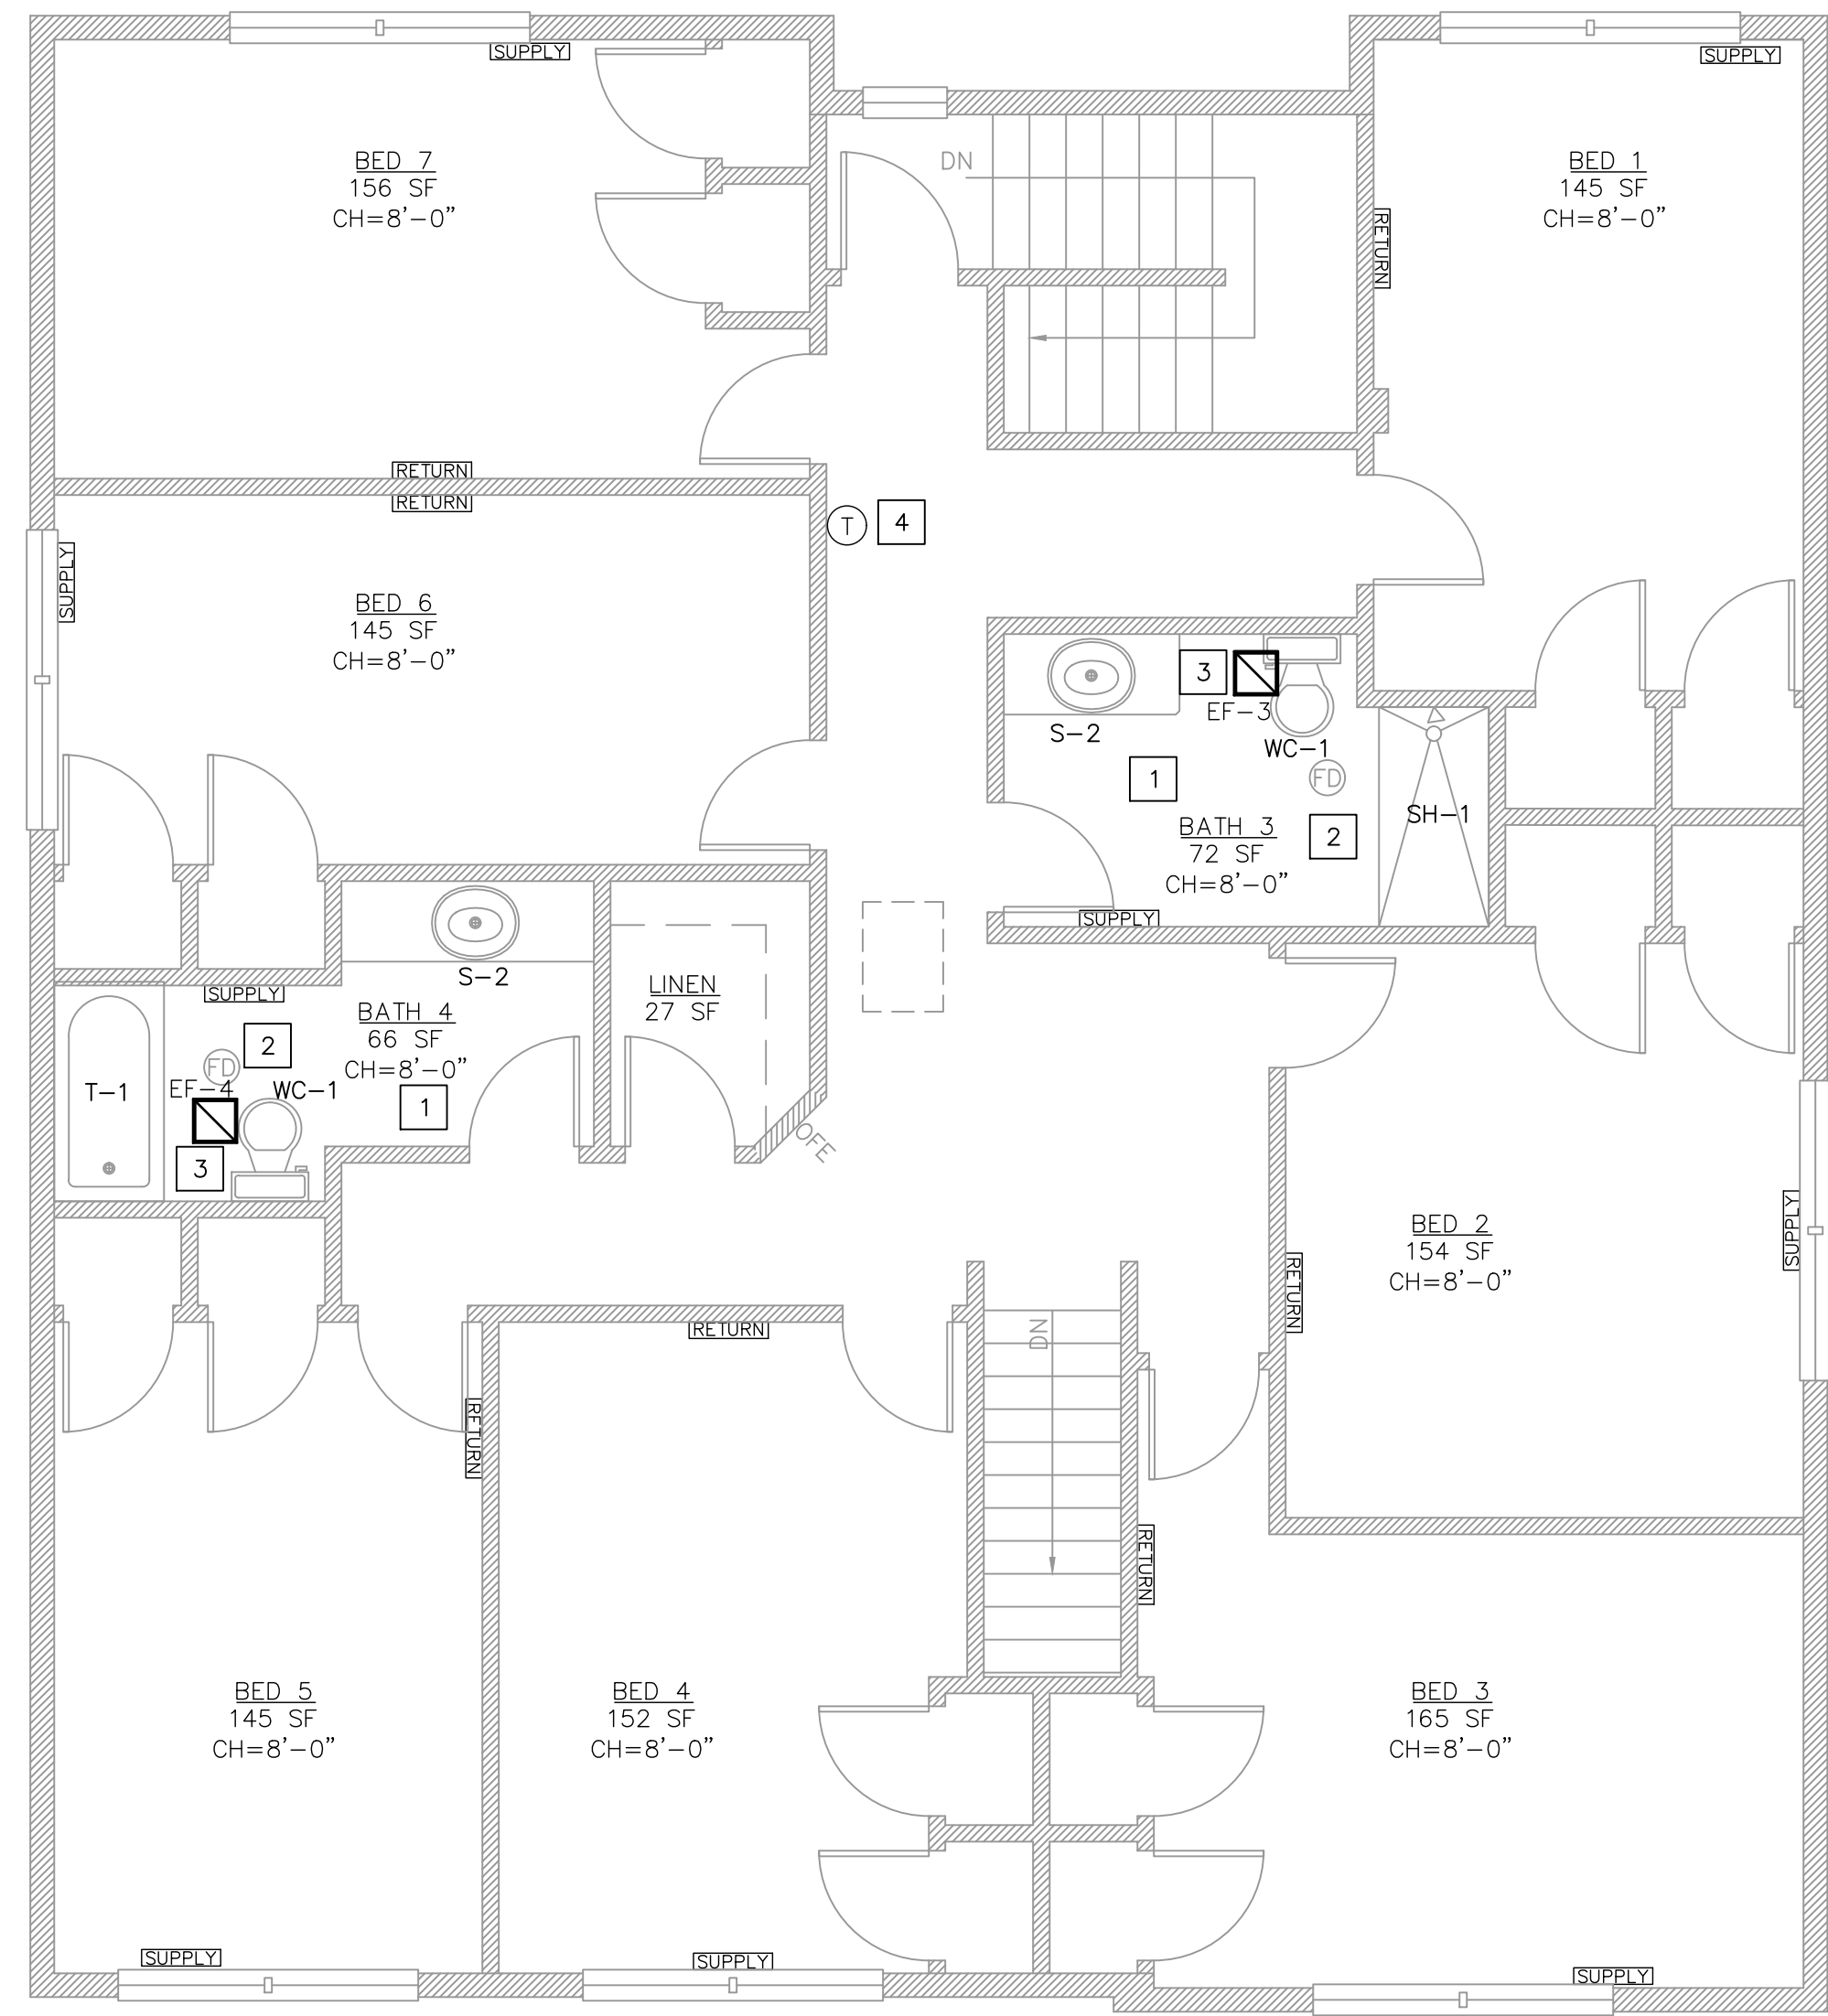 SUPPLY
SUPPLY
BED 7
156 SF
CH=8'-0"
DN
BED 1
145 SF
CH=8'-0"
RETURN
RETURN
RETURN
T
4
SUPPLY
BED 6
145 SF
CH=8'-0"
3
EF-3
S-2
WC-1
1
FD
2
SH-1
BATH 3
72 SF
CH=8'-0"
SUPPLY
S-2
SUPPLY
LINEN
27 SF
BATH 4
66 SF
CH=8'-0"
2
FD
EF-4
WC-1
T-1
1
3
OFE
BED 2
154 SF
CH=8'-0"
SUPPLY
RETURN
RETURN
DN
RETURN
RETURN
BED 5
145 SF
CH=8'-0"
BED 4
152 SF
CH=8'-0"
BED 3
165 SF
CH=8'-0"
SUPPLY
SUPPLY
SUPPLY